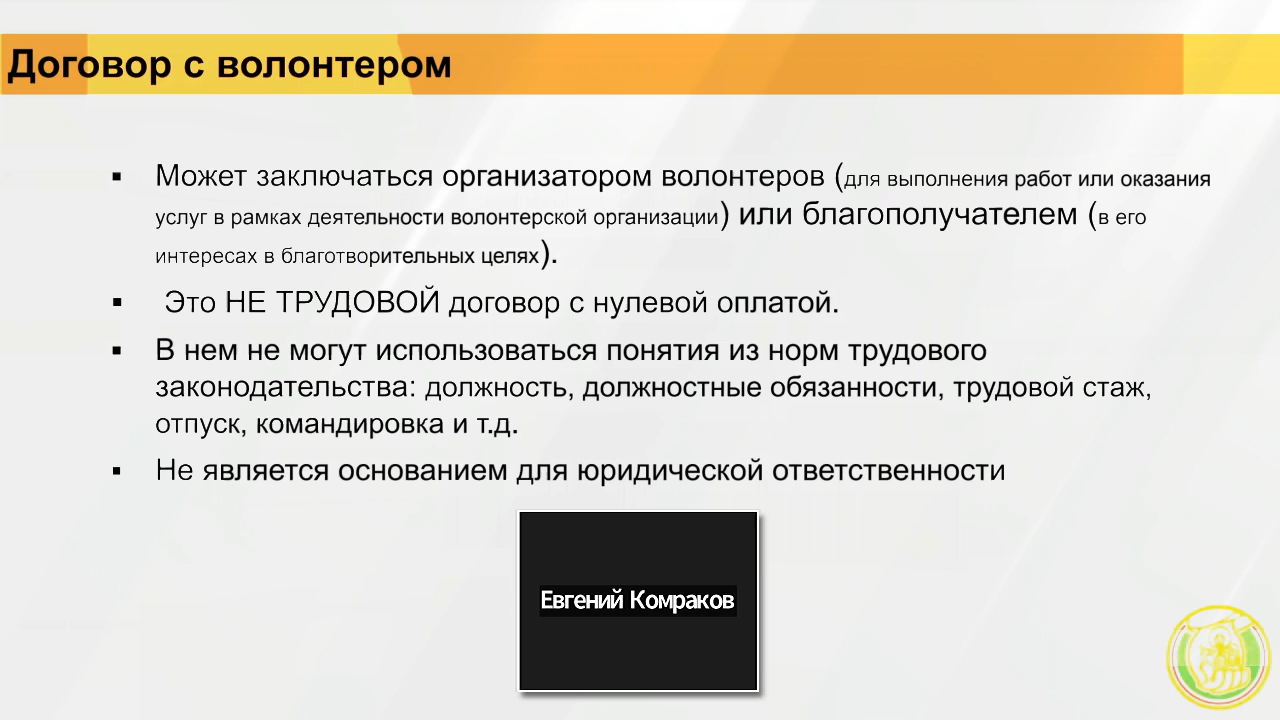 Договор с волонтером
▪ Может заключаться организатором волонтеров (для выполнения работ или оказания
услуг в рамках деятельности волонтерской организации) или благополучателем (в его
интересах в благотворительных целях).
▪ Это НЕ ТРУДОВОЙ договор с нулевой оплатой.
▪ В нем не могут использоваться понятия из норм трудового
законодательства: должность, должностные обязанности, трудовой стаж,
отпуск, командировка и т.д.
▪ Не является основанием для юридической ответственности
Евгений Комраков